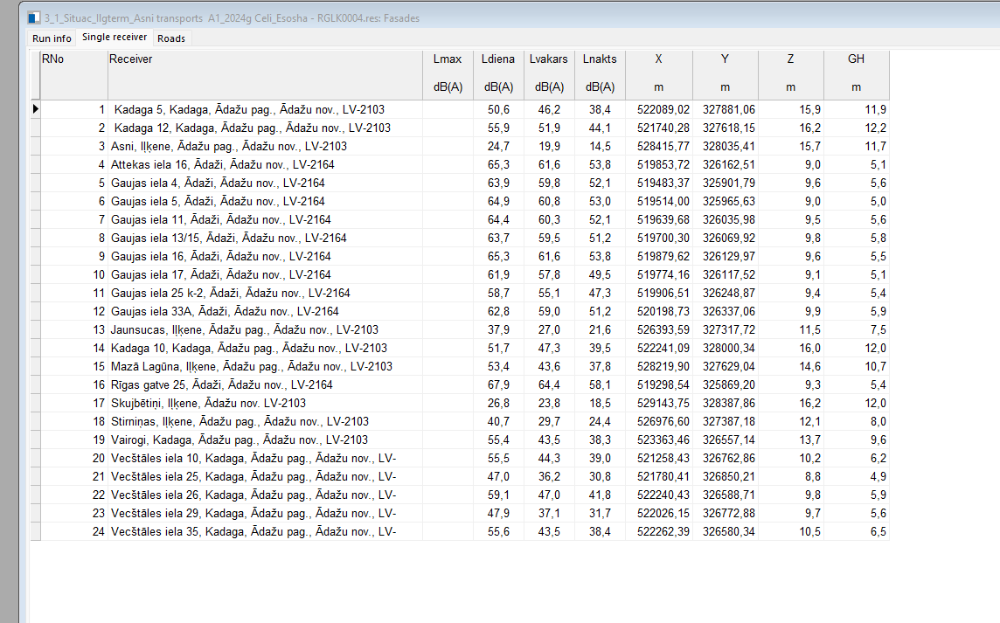 3_1_Situac_Ilgterm_Asni transports A1_2024g Celi_Esosha - RGLK0004.res: Fasades
Run info Single receiver Roads
RNo Receiver Lmax Ldiena Lvakars Lnakts X Y Z GH
dB(A) dB(A) dB(A) dB(A) m m m m
1 Kadaga 5, Kadaga, Ādažu pag., Ādažu nov., LV-2103 50,6 46,2 38,4 522089,02 327881,06 15,9 11,9
2 Kadaga 12, Kadaga, Ādažu pag., Ādažu nov., LV-2103 55,9 51,9 44,1 521740,28 327618,15 16,2 12,2
3 Asni, Iļķene, Ādažu pag., Ādažu nov., LV-2103 24,7 19,9 14,5 528415,77 328035,41 15,7 11,7
4 Attekas iela 16, Ādaži, Ādažu nov., LV-2164 65,3 61,6 53,8 519853,72 326162,51 9,0 5,1
5 Gaujas iela 4, Ādaži, Ādažu nov., LV-2164 63,9 59,8 52,1 519483,37 325901,79 9,6 5,6
6 Gaujas iela 5, Ādaži, Ādažu nov., LV-2164 64,9 60,8 53,0 519514,00 325965,63 9,0 5,0
7 Gaujas iela 11, Ādaži, Ādažu nov., LV-2164 64,4 60,3 52,1 519639,68 326035,98 9,5 5,6
8 Gaujas iela 13/15, Ādaži, Ādažu nov., LV-2164 63,7 59,5 51,2 519700,30 326069,92 9,8 5,8
9 Gaujas iela 16, Ādaži, Ādažu nov., LV-2164 65,3 61,6 53,8 519879,62 326129,97 9,6 5,5
10 Gaujas iela 17, Ādaži, Ādažu nov., LV-2164 61,9 57,8 49,5 519774,16 326117,52 9,1 5,1
11 Gaujas iela 25 k-2, Ādaži, Ādažu nov., LV-2164 58,7 55,1 47,3 519906,51 326248,87 9,4 5,4
12 Gaujas iela 33A, Ādaži, Ādažu nov., LV-2164 62,8 59,0 51,2 520198,73 326337,06 9,9 5,9
13 Jaunsucas, Iļķene, Ādažu pag., Ādažu nov., LV-2103 37,9 27,0 21,6 526393,59 327317,72 11,5 7,5
14 Kadaga 10, Kadaga, Ādažu pag., Ādažu nov., LV-2103 51,7 47,3 39,5 522241,09 328000,34 16,0 12,0
15 Mazā Lagūna, Iļķene, Ādažu pag., Ādažu nov., LV-2103 53,4 43,6 37,8 528219,90 327629,04 14,6 10,7
16 Rīgas gatve 25, Ādaži, Ādažu nov., LV-2164 67,9 64,4 58,1 519298,54 325869,20 9,3 5,4
17 Skujbētiņi, Iļķene, Ādažu nov. LV-2103 26,8 23,8 18,5 529143,75 328387,86 16,2 12,0
18 Stirniņas, Iļķene, Ādažu pag., Ādažu nov., LV-2103 40,7 29,7 24,4 526976,60 327387,18 12,1 8,0
19 Vairogi, Kadaga, Ādažu pag., Ādažu nov., LV-2103 55,4 43,5 38,3 523363,46 326557,14 13,7 9,6
20 Vecštāles iela 10, Kadaga, Ādažu pag., Ādažu nov., LV- 55,5 44,3 39,0 521258,43 326762,86 10,2 6,2
21 Vecštāles iela 25, Kadaga, Ādažu pag., Ādažu nov., LV- 47,0 36,2 30,8 521780,41 326850,21 8,8 4,9
22 Vecštāles iela 26, Kadaga, Ādažu pag., Ādažu nov., LV- 59,1 47,0 41,8 522240,43 326588,71 9,8 5,9
23 Vecštāles iela 29, Kadaga, Ādažu pag., Ādažu nov., LV- 47,9 37,1 31,7 522026,15 326772,88 9,7 5,6
24 Vecštāles iela 35, Kadaga, Ādažu pag., Ādažu nov., LV- 55,6 43,5 38,4 522262,39 326580,34 10,5 6,5